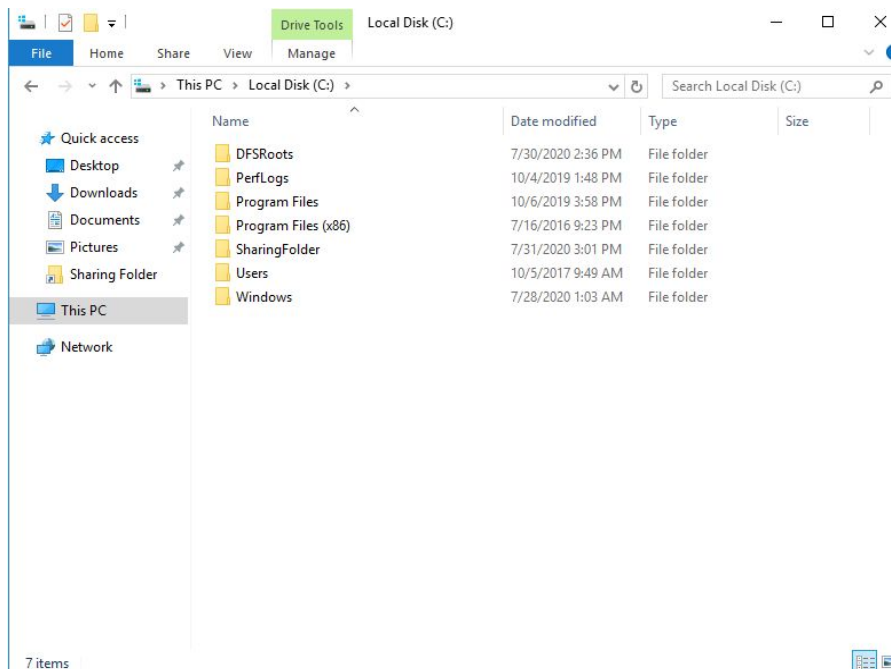 Drive Tools Local Disk (C:)
File Home Share View Manage
This PC Local Disk (C:) Search Local Disk (C:)
Name Date modified Type Size
Quick access
Desktop
Downloads
Documents
Pictures
Sharing Folder
This PC
Network
DFSRoots 7/30/2020 2:36 PM File folder
PerfLogs 10/4/2019 1:48 PM File folder
Program Files 10/6/2019 3:58 PM File folder
Program Files (x86) 7/16/2016 9:23 PM File folder
SharingFolder 7/31/2020 3:01 PM File folder
Users 10/5/2017 9:49 AM File folder
Windows 7/28/2020 1:03 AM File folder
7 items